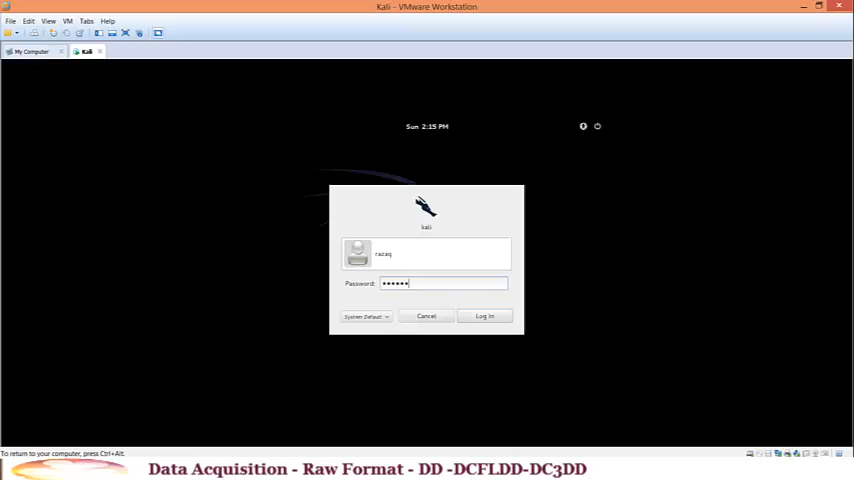 Kali - VMware Workstation
File Edit View VM Tabs Help
My Computer Kali
Sun 2:15 PM
kali
razaq
Password: ••••••
System Default Cancel Log In
To return to your computer, press Ctrl+Alt.
Data Acquisition - Raw Format - DD -DCFLDD-DC3DD